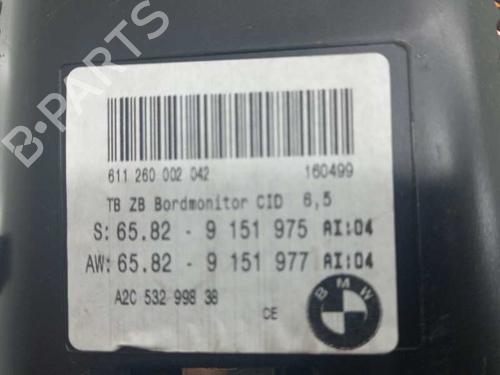 B-PARTS
611 260 002 042 160499
TB ZB Bordmonitor CID 6,5
S: 65.82 - 9 151 975 AI:04
AW: 65.82 - 9 151 977 AI:04
A2C 532 998 38 CE
BMW